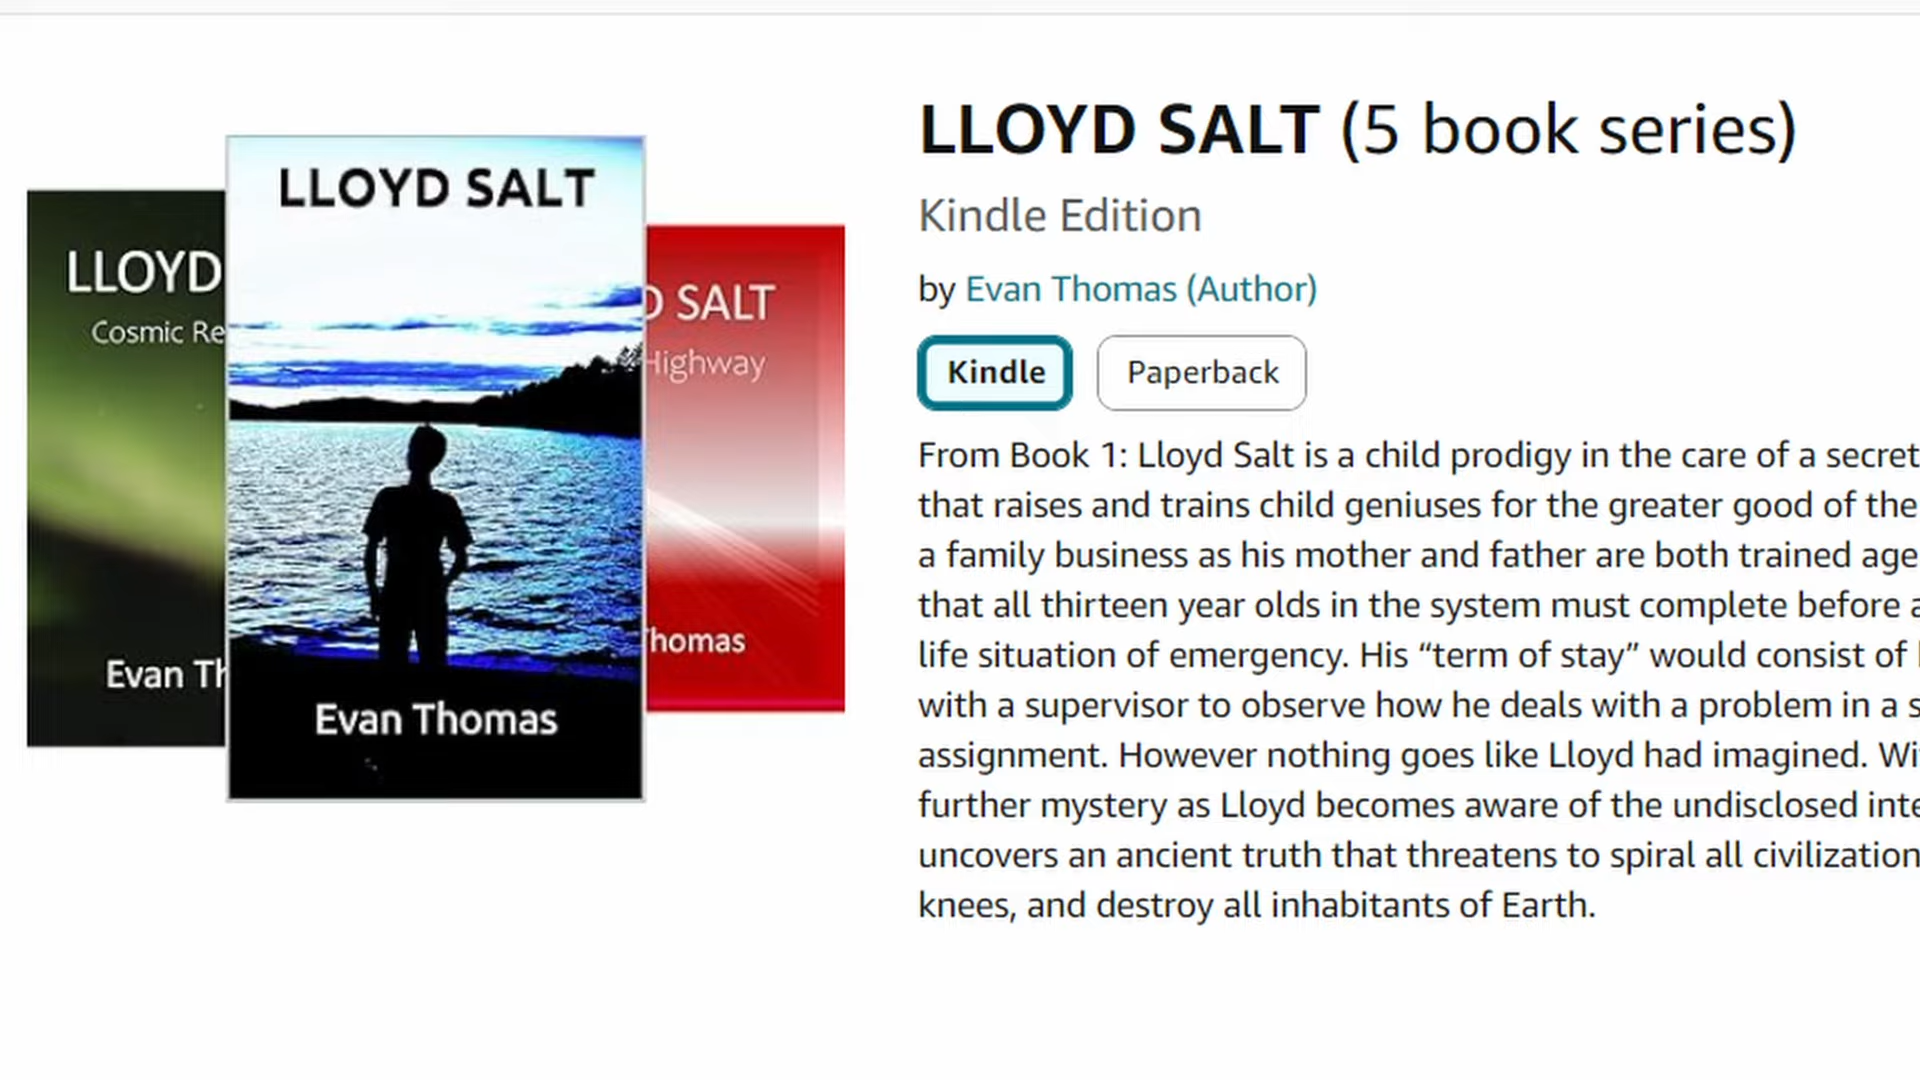 LLOYD SALT (5 book series)
Kindle Edition
by Evan Thomas (Author)
Kindle
Paperback
From Book 1: Lloyd Salt is a child prodigy in the care of a secret
that raises and trains child geniuses for the greater good of the
a family business as his mother and father are both trained age
that all thirteen year olds in the system must complete before a
life situation of emergency. His “term of stay” would consist of
with a supervisor to observe how he deals with a problem in a s
assignment. However nothing goes like Lloyd had imagined. Wi
further mystery as Lloyd becomes aware of the undisclosed inte
uncovers an ancient truth that threatens to spiral all civilization
knees, and destroy all inhabitants of Earth.
LLOYD
Cosmic Re
Evan Th
LLOYD SALT
Evan Thomas
D SALT
Highway
Thomas